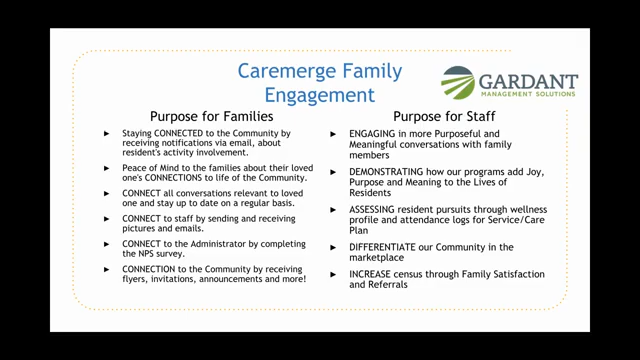 Caremerge Family
Engagement
GARDANT
MANAGEMENT SOLUTIONS
Purpose for Families
► Staying CONNECTED to the Community by
receiving notifications via email, about
resident's activity involvement.
► Peace of Mind to the families about their loved
one's CONNECTIONS to life of the Community.
► CONNECT all conversations relevant to loved
one and stay up to date on a regular basis.
► CONNECT to staff by sending and receiving
pictures and emails.
► CONNECT to the Administrator by completing
the NPS survey.
► CONNECTION to the Community by receiving
flyers, invitations, announcements and more!
Purpose for Staff
► ENGAGING in more Purposeful and
Meaningful conversations with family
members
► DEMONSTRATING how our programs add Joy,
Purpose and Meaning to the Lives of
Residents
► ASSESSING resident pursuits through wellness
profile and attendance logs for Service/Care
Plan
► DIFFERENTIATE our Community in the
marketplace
► INCREASE census through Family Satisfaction
and Referrals